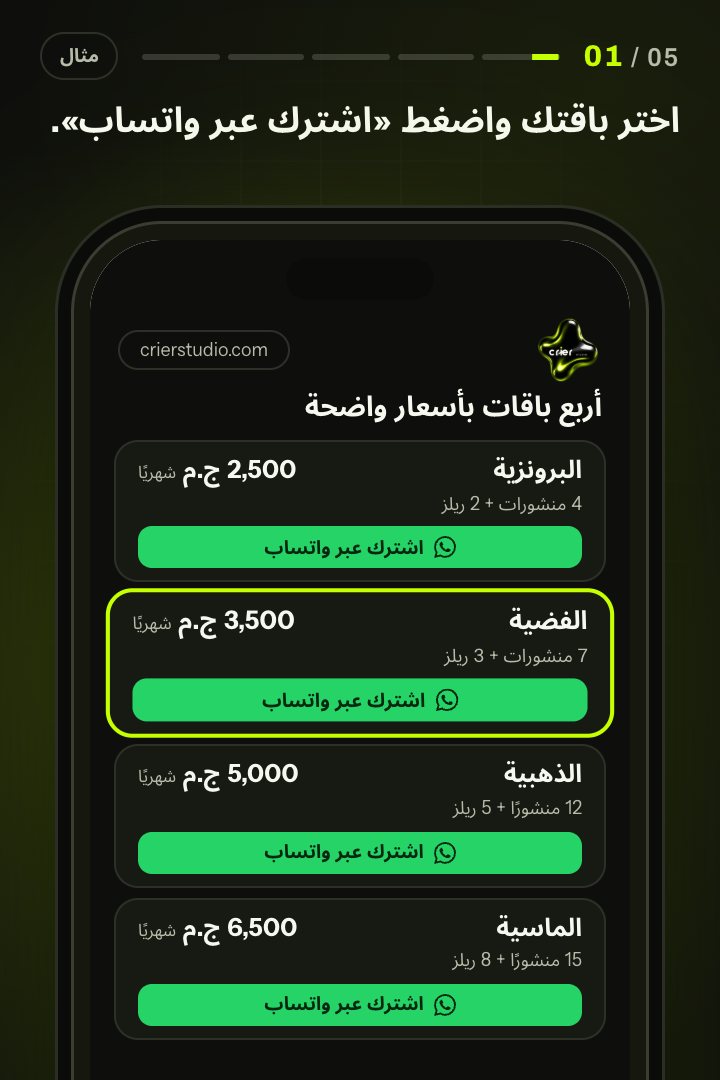 01 / 05
مثال
اختر باقتك واضغط «اشترك عبر واتساب».
crier
crierstudio.com
أربع باقات بأسعار واضحة
البرونزية
2,500 ج.م شهريًا
4 منشورات + 2 ريلز
اشترك عبر واتساب
الفضية
3,500 ج.م شهريًا
7 منشورات + 3 ريلز
اشترك عبر واتساب
الذهبية
5,000 ج.م شهريًا
12 منشورًا + 5 ريلز
اشترك عبر واتساب
الماسية
6,500 ج.م شهريًا
15 منشورًا + 8 ريلز
اشترك عبر واتساب